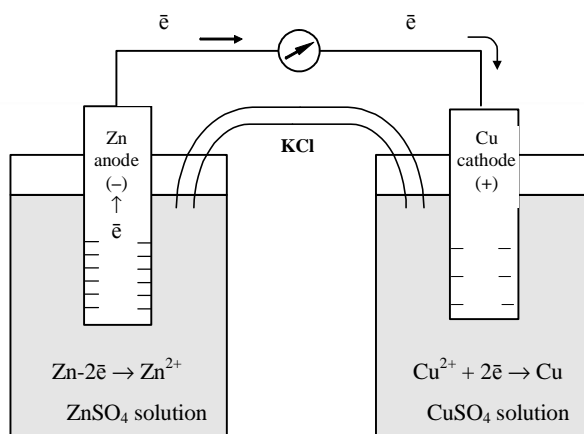 ē
ē
KCl
Zn
anode
(–)
↑
ē
Cu
cathode
(+)
Zn-2ē → Zn²⁺
ZnSO₄ solution
Cu²⁺ + 2ē → Cu
CuSO₄ solution